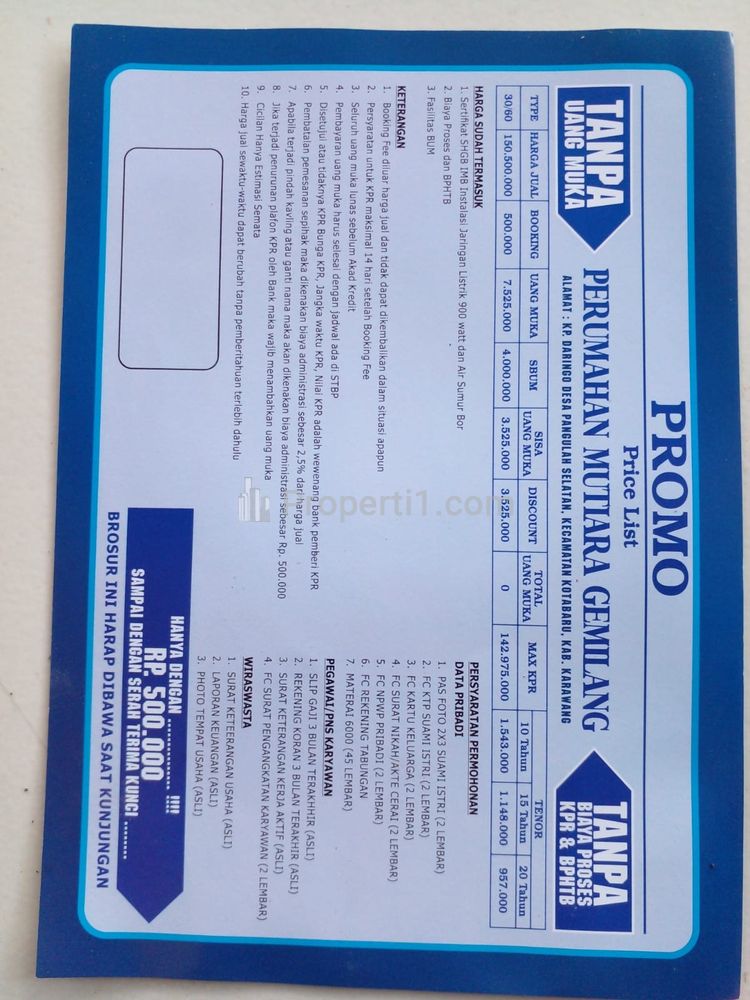 PROMO
Price List
TANPA
UANG MUKA
PERUMAHAN MUTIARA GEMILANG
ALAMAT : KP. DARINGO DESA PANGULAH SELATAN, KECAMATAN KOTABARU, KAB. KARAWANG
TANPA
BIAYA PROSES
KPR & BPHTB
TYPE HARGA JUAL BOOKING UANG MUKA SBUM SISA UANG MUKA DISCOUNT TOTAL UANG MUKA MAX KPR TENOR
10 Tahun 15 Tahun 20 Tahun
30/60 150.500.000 500.000 7.525.000 4.000.000 3.525.000 3.525.000 0 142.975.000 1.543.000 1.148.000 957.000
HARGA SUDAH TERMASUK
1. Sertifikat SHGB IMB Instalasi Jaringan Listrik 900 watt dan Air Sumur Bor
2. Biaya Proses dan BPHTB
3. Fasilitas BUM
KETERANGAN
1. Booking Fee diluar harga jual dan tidak dapat dikembalikan dalam situasi apapun
2. Persyaratan untuk KPR maksimal 14 hari setelah Booking Fee
3. Seluruh uang muka lunas sebelum Akad Kredit
4. Pembayaran uang muka harus selesai dengan jadwal ada di STBP
5. Disetujui atau tidaknya KPR Bunga KPR, Jangka waktu KPR, Nilai KPR adalah wewenang bank pemberi KPR
6. Pembatalan pemesanan sepihak maka dikenakan biaya administrasi sebesar 2,5% dari harga jual
7. Apabila terjadi pindah kavling atau ganti nama maka akan dikenakan biaya administrasi sebesar Rp. 500.000
8. Jika terjadi penurunan plafon KPR oleh Bank maka wajib menambahkan uang muka
9. Cicilan Hanya Estimasi Semata
10. Harga jual sewaktu-waktu dapat berubah tanpa pemberitahuan terlebih dahulu
PERSYARATAN PERMOHONAN
DATA PRIBADI
1. PAS FOTO 2X3 SUAMI ISTRI (2 LEMBAR)
2. FC KTP SUAMI ISTRI (2 LEMBAR)
3. FC KARTU KELUARGA (2 LEMBAR)
4. FC SURAT NIKAH/AKTE CERAI (2 LEMBAR)
5. FC NPWP PRIBADI (2 LEMBAR)
6. FC REKENING TABUNGAN
7. MATERAI 6000 (45 LEMBAR)
PEGAWAI/PNS KARYAWAN
1. SLIP GAJI 3 BULAN TERAKHHIR (ASLI)
2. REKENING KORAN 3 BULAN TERAKHIR (ASLI)
3. SURAT KETERANGAN KERJA AKTIF (ASLI)
4. FC SURAT PENGANGKATAN KARYAWAN (2 LEMBAR)
WIRASWASTA
1. SURAT KETEERANGAN USAHA (ASLI)
2. LAPORAN KEUANGAN (ASLI)
3. PHOTO TEMPAT USAHA (ASLI)
HANYA DENGAN ............... !!!!
RP. 500.000
SAMPAI DENGAN SERAH TERIMA KUNCI ..........
BROSUR INI HARAP DIBAWA SAAT KUNJUNGAN
Properti1.com